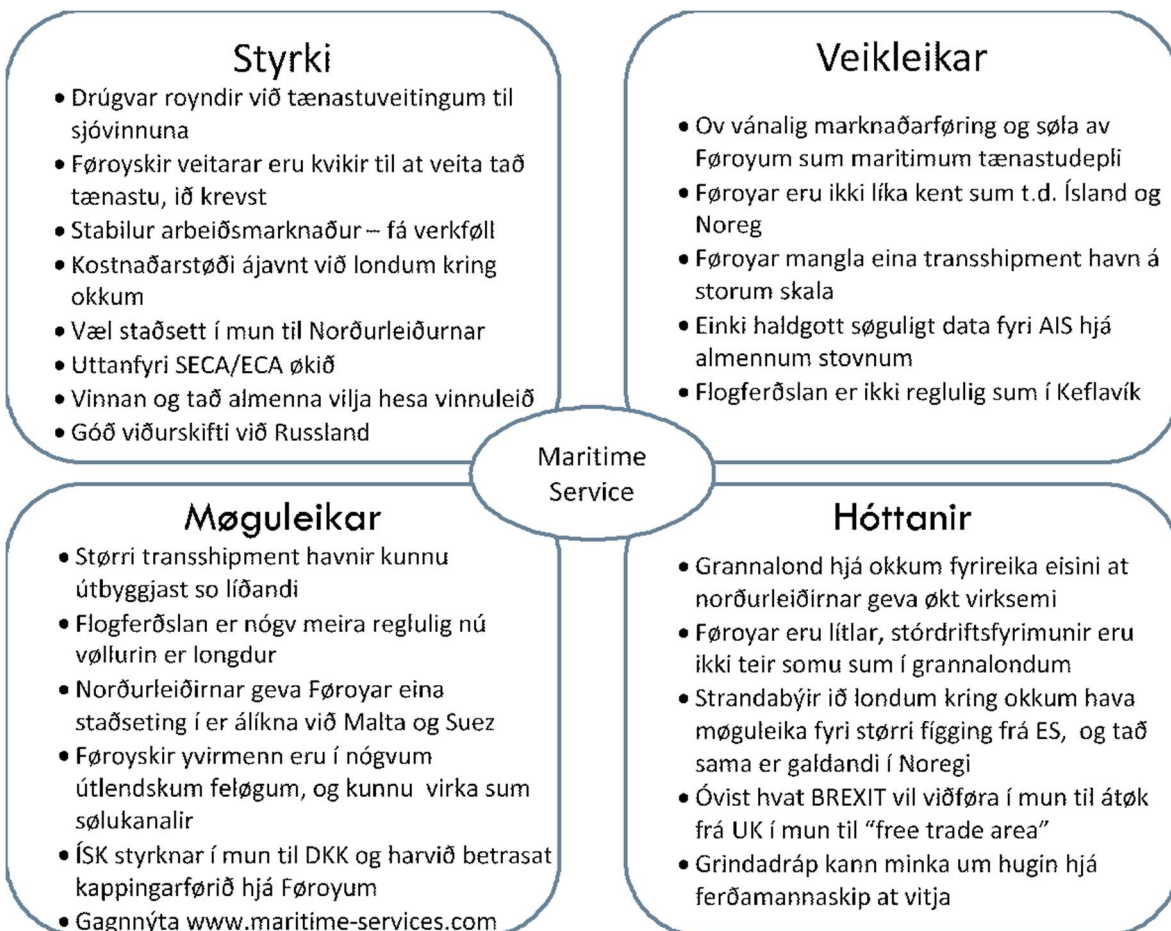 Styrki
• Drúgvar royndir við tænastuveitingum til
sjóvinnuna
• Føroyskir veitarar eru kvikir til at veita tað
tænastu, ið krevst
• Stabilur arbeiðsmarknaður – fá verkføll
• Kostnaðarstøði ájavnt við londum kring
okkum
• Væl staðsett í mun til Norðurleiðurnar
• Uttanfyri SECA/ECA økið
• Vinnan og tað almenna vilja hesa vinnuleið
• Góð viðurskifti við Russland
Veikleikar
• Ov vánalig marknaðarføring og søla av
Føroyum sum maritimum tænastudepli
• Føroyar eru ikki líka kent sum t.d. Ísland og
Noreg
• Føroyar mangla eina transshipment havn á
storum skala
• Einki haldgott søguligt data fyri AIS hjá
almennum stovnum
• Flogferðslan er ikki reglulig sum í Keflavík
Maritime
Service
Møguleikar
• Størri transshipment havnir kunnu
útbyggjast so líðandi
• Flogferðslan er nógv meira reglulig nú
vøllurin er longdur
• Norðurleiðirnar geva Føroyar eina
staðseting í er álíkna við Malta og Suez
• Føroyskir yvirmenn eru í nógvum
útlendskum feløgum, og kunnu virka sum
sølukanalir
• ÍSK styrknar í mun til DKK og harvið betrasat
kappingarførið hjá Føroyum
• Gagnnýta www.maritime-services.com
Hóttanir
• Grannalond hjá okkum fyrireika eisini at
norðurleiðirnar geva økt virksemi
• Føroyar eru lítlar, stórdriftsfyrimunir eru
ikki teir somu sum í grannalondum
• Strandabýir ið londum kring okkum hava
møguleika fyri størri fígging frá ES, og tað
sama er galdandi í Noregi
• Óvist hvat BREXIT vil viðføra í mun til átøk
frá UK í mun til “free trade area”
• Grindadráp kann minka um hugin hjá
ferðamannaskip at vitja